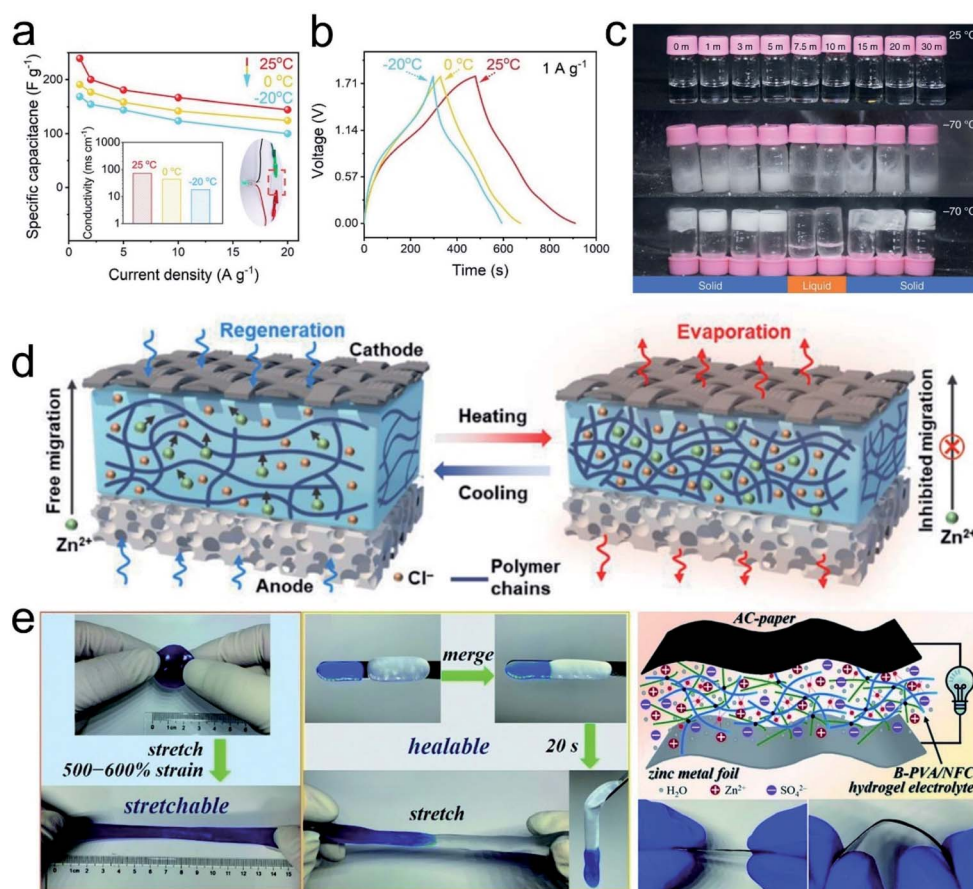 a
Specific capacitacne (F g⁻¹)
200
150
100
50
0
25°C
0 °C
-20°C
Conductivity (ms cm⁻¹)
1000
100
10
1
25 °C
0 °C
-20 °C
0 5 10 15 20
Current density (A g⁻¹)
b
Voltage (V)
1.71
1.14
0.57
0.00
-20°C 0°C 25°C
1 A g⁻¹
0 200 400 600 800 1000
Time (s)
c
0 m 1 m 3 m 5 m 7.5 m 10 m 15 m 20 m 30 m
25 °C
–70 °C
–70 °C
Solid Liquid Solid
d
Regeneration
Cathode
Free migration
Zn²⁺
Anode
Heating
Cooling
Evaporation
Inhibited migration
Zn²⁺
Cl⁻
Polymer
chains
e
stretch
500–600% strain
stretchable
merge
healable
20 s
stretch
AC-paper
zinc metal foil
B-PVA/NFC
hydrogel electrolyte
H₂O Zn²⁺ SO₄²⁻